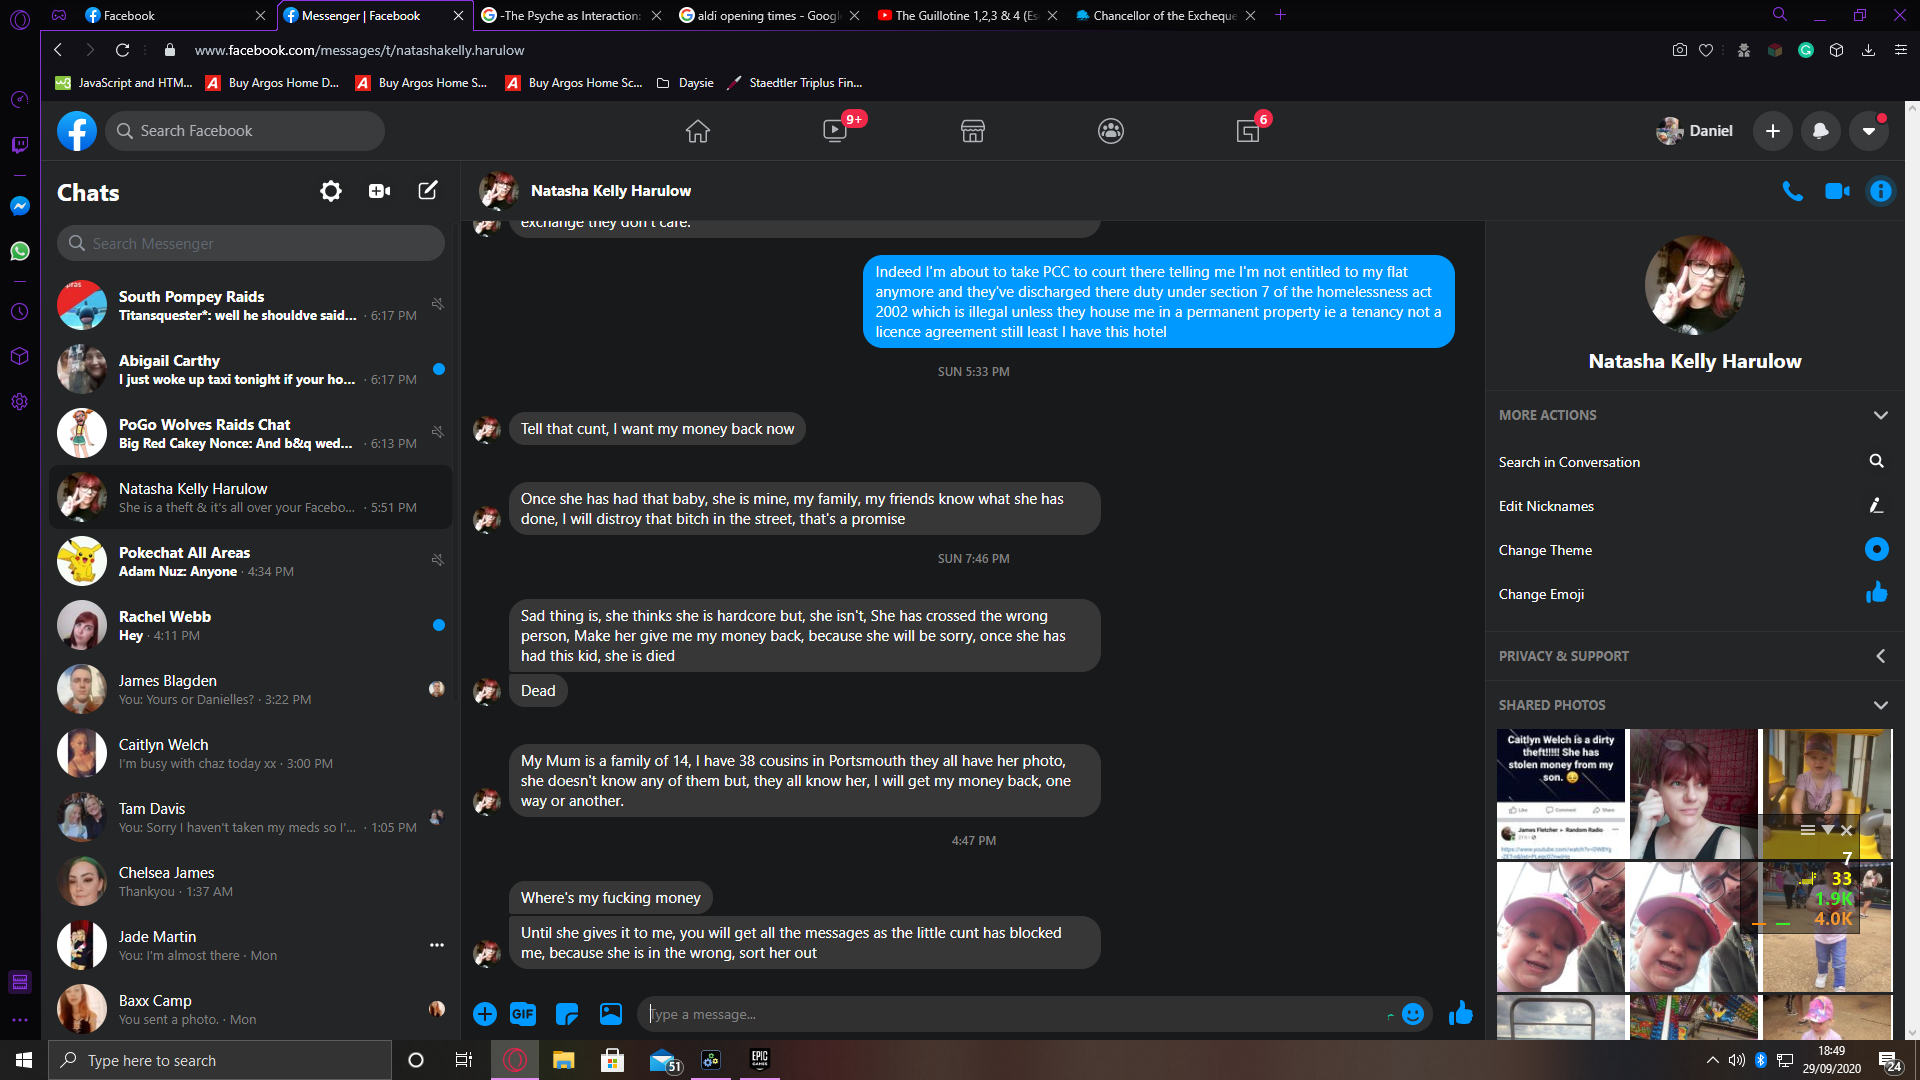 Facebook
Messenger | Facebook
-The Psyche as Interaction:
aldi opening times - Googl
The Guillotine 1,2,3 & 4 (Es
Chancellor of the Excheque
www.facebook.com/messages/t/natashakelly.harulow
JavaScript and HTM...
Buy Argos Home D...
Buy Argos Home S...
Buy Argos Home Sc...
Daysie
Staedtler Triplus Fin...
Search Facebook
9+
6
Daniel
Chats
Search Messenger
South Pompey Raids
Titansquester*: well he shouldve said... · 6:17 PM
Abigail Carthy
I just woke up taxi tonight if your ho... · 6:17 PM
PoGo Wolves Raids Chat
Big Red Cakey Nonce: And b&q wed... · 6:13 PM
Natasha Kelly Harulow
She is a theft & it's all over your Facebo... · 5:51 PM
Pokechat All Areas
Adam Nuz: Anyone · 4:34 PM
Rachel Webb
Hey · 4:11 PM
James Blagden
You: Yours or Danielles? · 3:22 PM
Caitlyn Welch
I'm busy with chaz today xx · 3:00 PM
Tam Davis
You: Sorry I haven't taken my meds so I'... · 1:05 PM
Chelsea James
Thankyou · 1:37 AM
Jade Martin
You: I'm almost there · Mon
Baxx Camp
You sent a photo. · Mon
Natasha Kelly Harulow
exchange they don't care.
Indeed I'm about to take PCC to court there telling me I'm not entitled to my flat
anymore and they've discharged there duty under section 7 of the homelessness act
2002 which is illegal unless they house me in a permanent property ie a tenancy not a
licence agreement still least I have this hotel
SUN 5:33 PM
Tell that cunt, I want my money back now
Once she has had that baby, she is mine, my family, my friends know what she has
done, I will distroy that bitch in the street, that's a promise
SUN 7:46 PM
Sad thing is, she thinks she is hardcore but, she isn't, She has crossed the wrong
person, Make her give me my money back, because she will be sorry, once she has
had this kid, she is died
Dead
My Mum is a family of 14, I have 38 cousins in Portsmouth they all have her photo,
she doesn't know any of them but, they all know her, I will get my money back, one
way or another.
4:47 PM
Where's my fucking money
Until she gives it to me, you will get all the messages as the little cunt has blocked
me, because she is in the wrong, sort her out
GIF
Type a message...
Natasha Kelly Harulow
MORE ACTIONS
Search in Conversation
Edit Nicknames
Change Theme
Change Emoji
PRIVACY & SUPPORT
SHARED PHOTOS
Caitlyn Welch is a dirty
theft!!!!! She has
stolen money from my
son.
Like
Comment
Share
James Fletcher ▸ Random Radio
7
33
1.9K
4.0K
Type here to search
51
EPIC
GAMES
18:49
29/09/2020
24